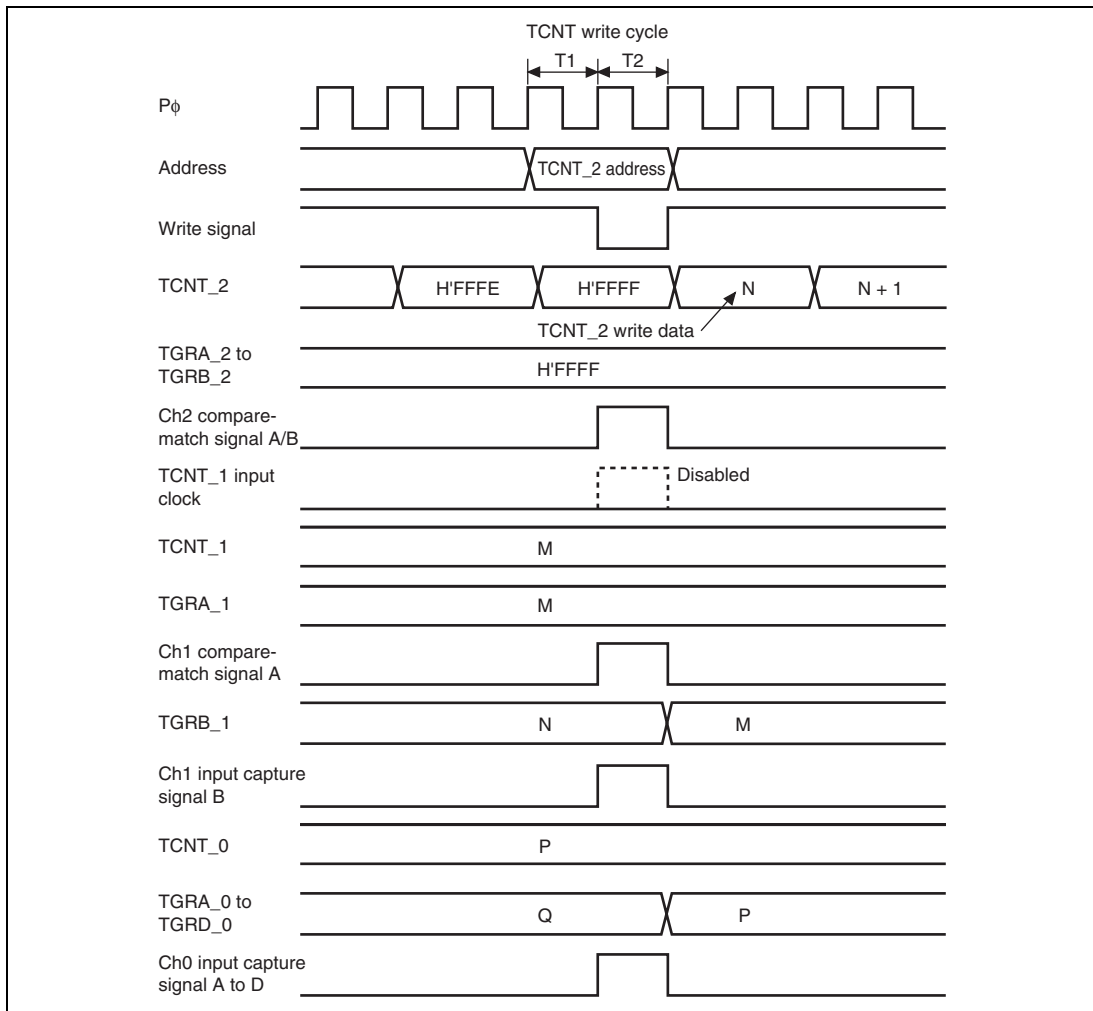 TCNT write cycle
T1 T2
Pϕ
Address
TCNT_2 address
Write signal
TCNT_2
H'FFFE H'FFFF N N + 1
TCNT_2 write data
TGRA_2 to
TGRB_2
H'FFFF
Ch2 compare-
match signal A/B
TCNT_1 input
clock
Disabled
TCNT_1
M
TGRA_1
M
Ch1 compare-
match signal A
TGRB_1
N M
Ch1 input capture
signal B
TCNT_0
P
TGRA_0 to
TGRD_0
Q P
Ch0 input capture
signal A to D